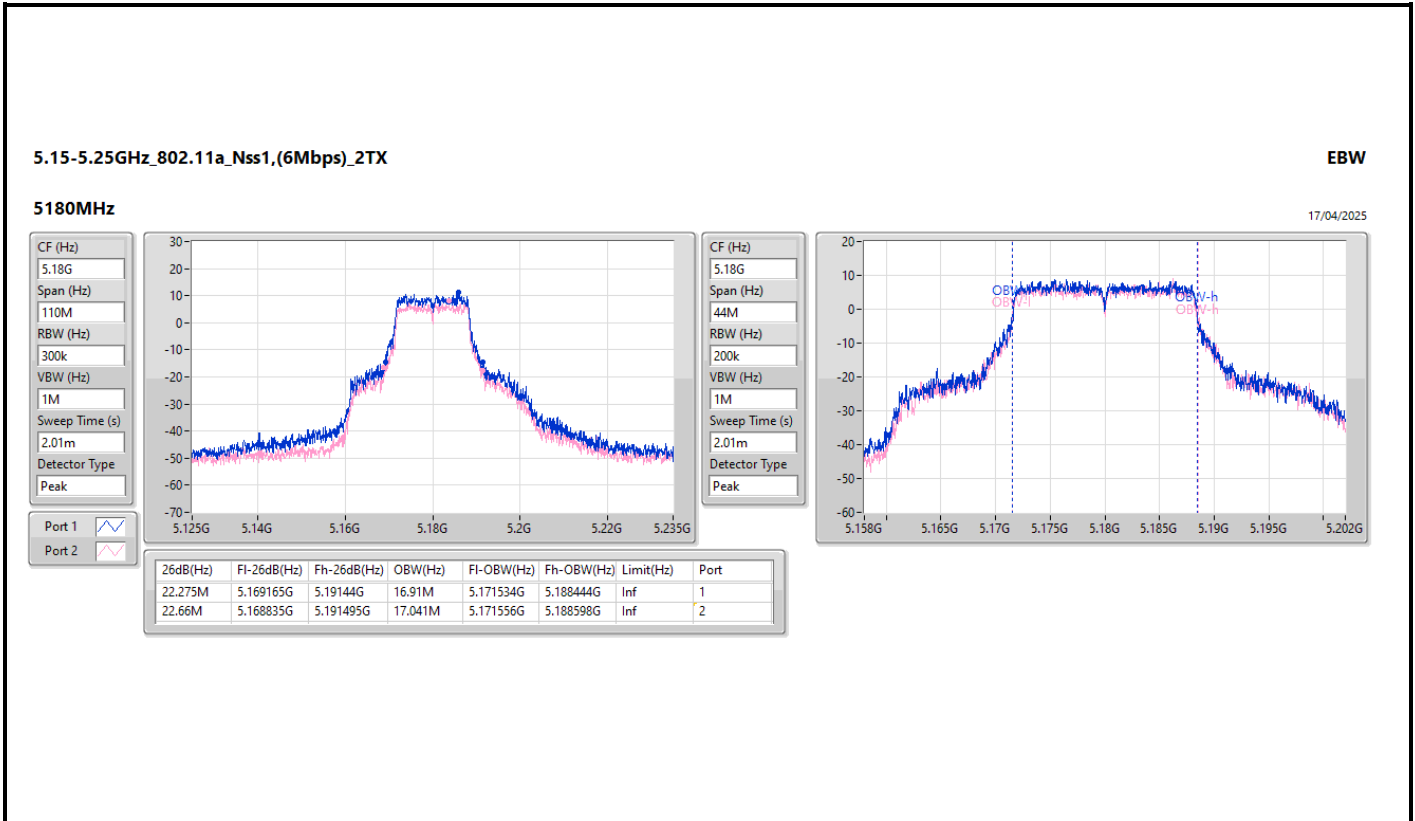 5.15-5.25GHz_802.11a_Nss1,(6Mbps)_2TX
EBW
5180MHz
17/04/2025
CF (Hz)
5.18G
Span (Hz)
110M
RBW (Hz)
300k
VBW (Hz)
1M
Sweep Time (s)
2.01m
Detector Type
Peak
Port 1
Port 2
30
20
10
0
-10
-20
-30
-40
-50
-60
-70
5.125G 5.14G 5.16G 5.18G 5.2G 5.22G 5.235G
CF (Hz)
5.18G
Span (Hz)
44M
RBW (Hz)
200k
VBW (Hz)
1M
Sweep Time (s)
2.01m
Detector Type
Peak
20
10
0
-10
-20
-30
-40
-50
-60
OBW-h
OBW-h
5.158G 5.165G 5.17G 5.175G 5.18G 5.185G 5.19G 5.195G 5.202G
26dB(Hz) Fl-26dB(Hz) Fh-26dB(Hz) OBW(Hz) Fl-OBW(Hz) Fh-OBW(Hz) Limit(Hz) Port
22.275M 5.169165G 5.19144G 16.91M 5.171534G 5.188444G Inf 1
22.66M 5.168835G 5.191495G 17.041M 5.171556G 5.188598G Inf 2